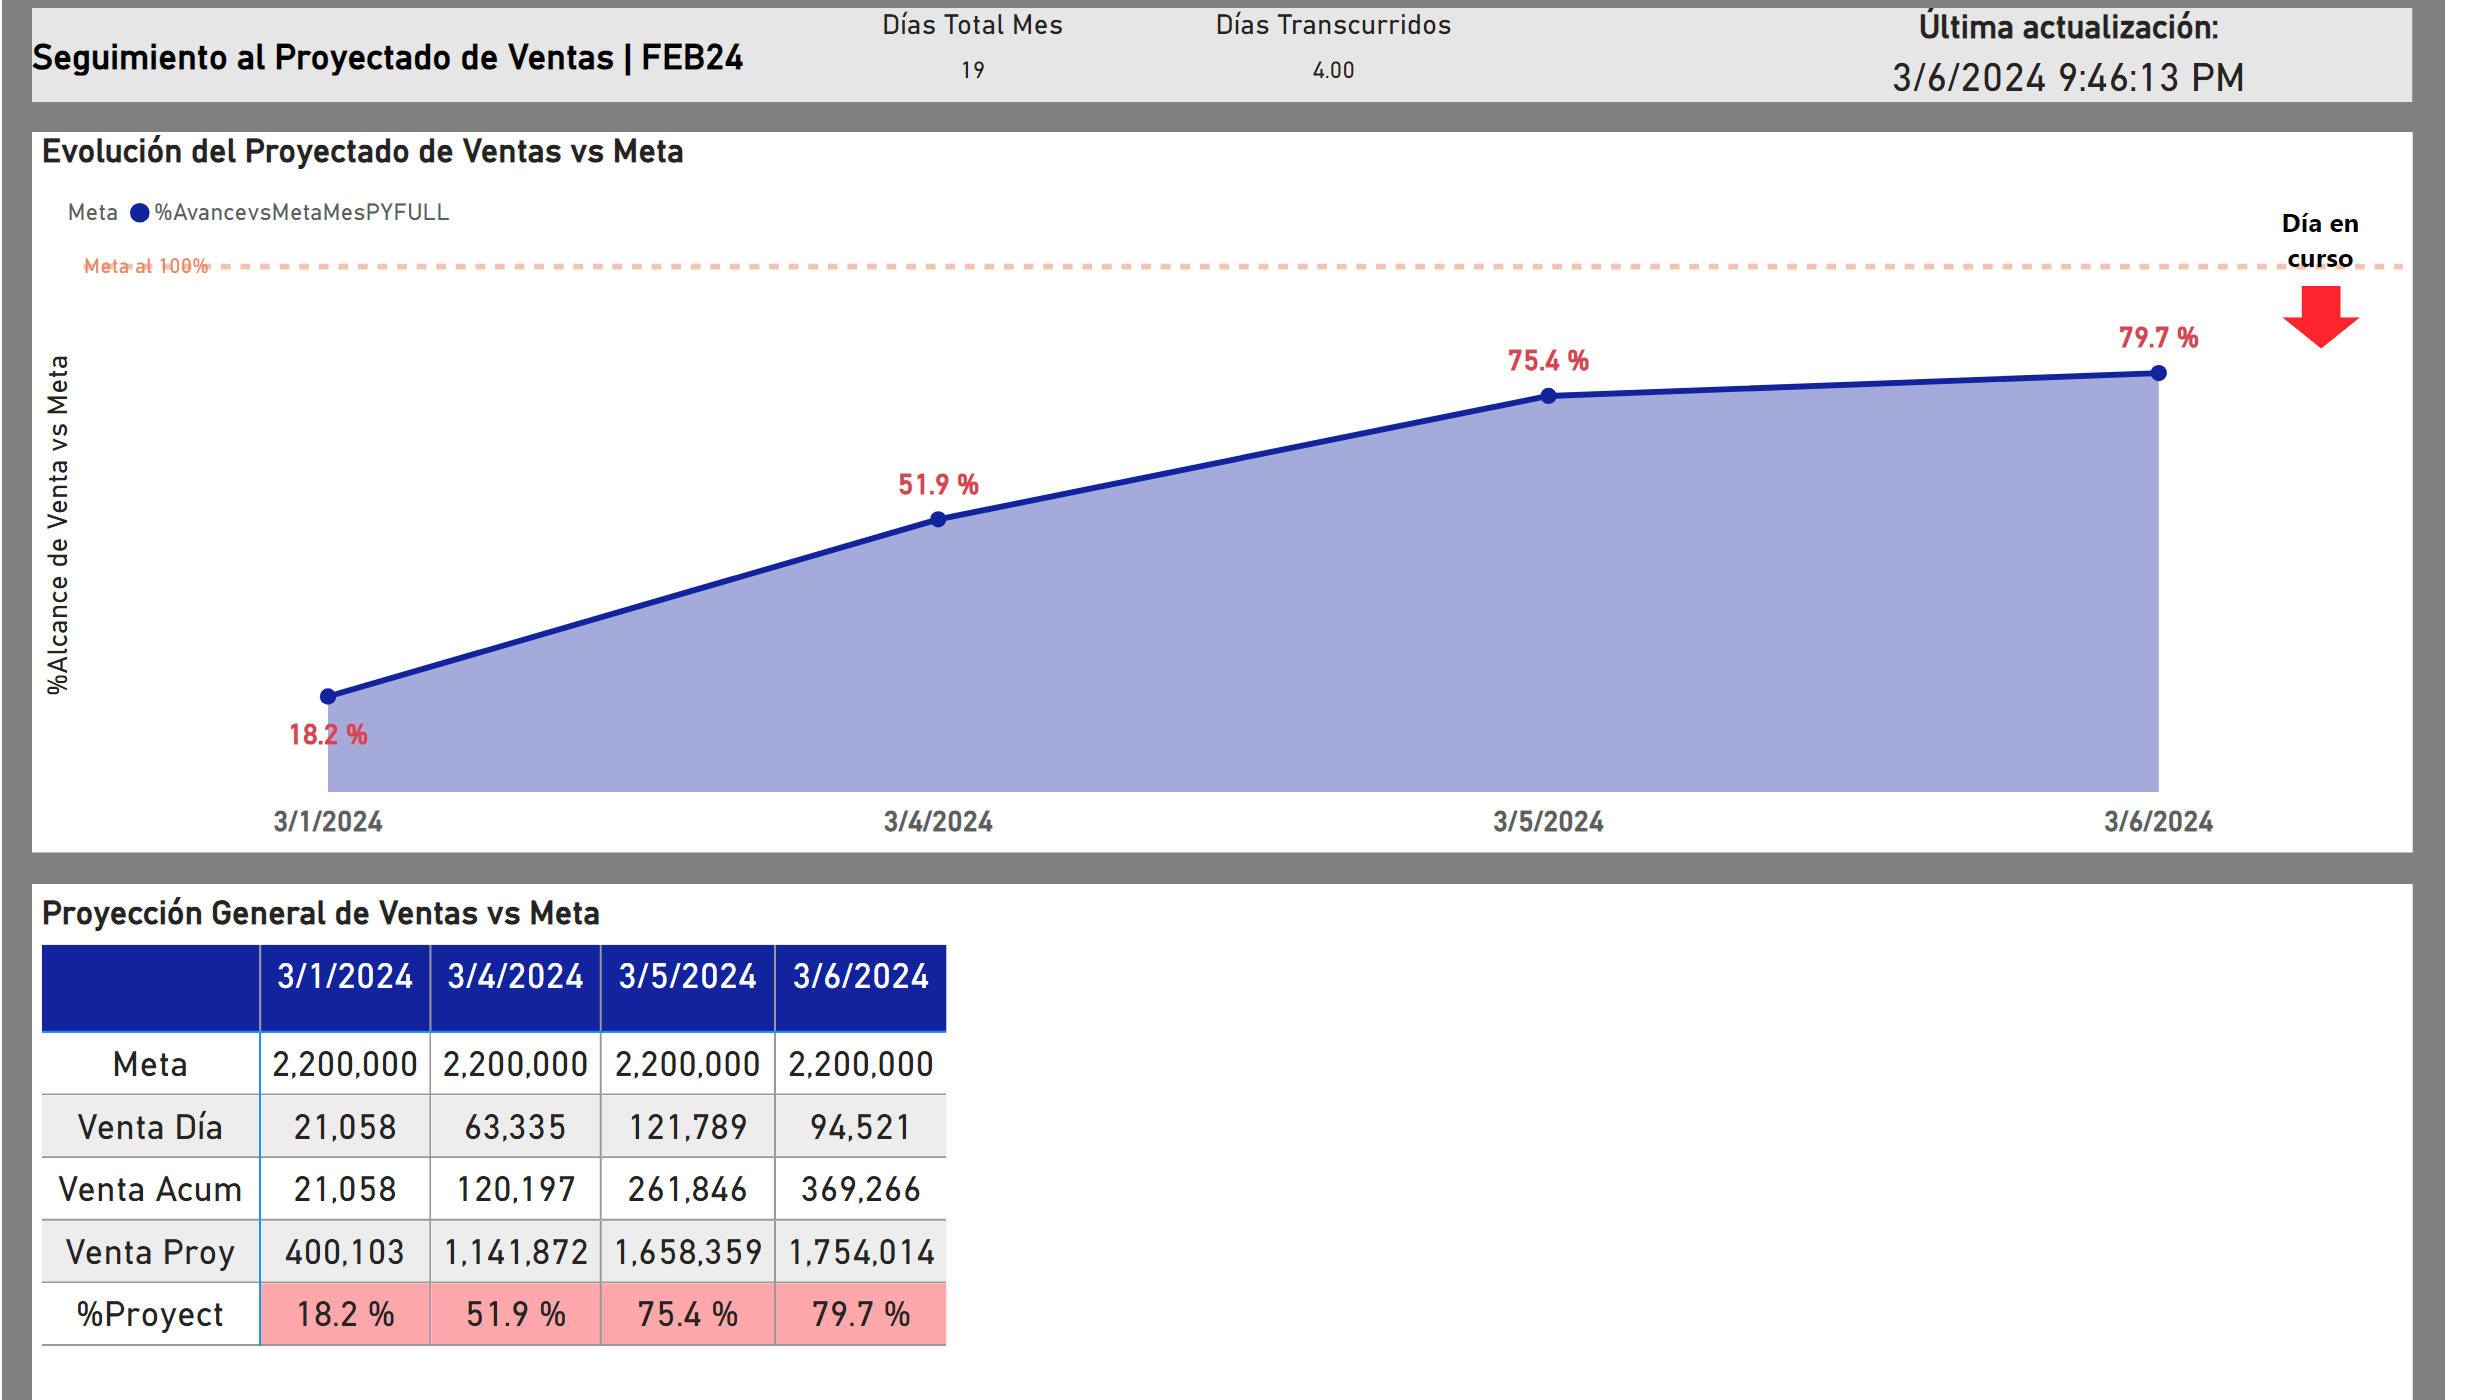 Seguimiento al Proyectado de Ventas | FEB24
Días Total Mes
19
Días Transcurridos
4.00
Última actualización:
3/6/2024 9:46:13 PM
Evolución del Proyectado de Ventas vs Meta
Meta %AvancevsMetaMesPYFULL
Meta al 100%
Día en
curso
%Alcance de Venta vs Meta
18.2 %
51.9 %
75.4 %
79.7 %
3/1/2024 3/4/2024 3/5/2024 3/6/2024
Proyección General de Ventas vs Meta
3/1/2024 3/4/2024 3/5/2024 3/6/2024
Meta 2,200,000 2,200,000 2,200,000 2,200,000
Venta Día 21,058 63,335 121,789 94,521
Venta Acum 21,058 120,197 261,846 369,266
Venta Proy 400,103 1,141,872 1,658,359 1,754,014
%Proyect 18.2 % 51.9 % 75.4 % 79.7 %